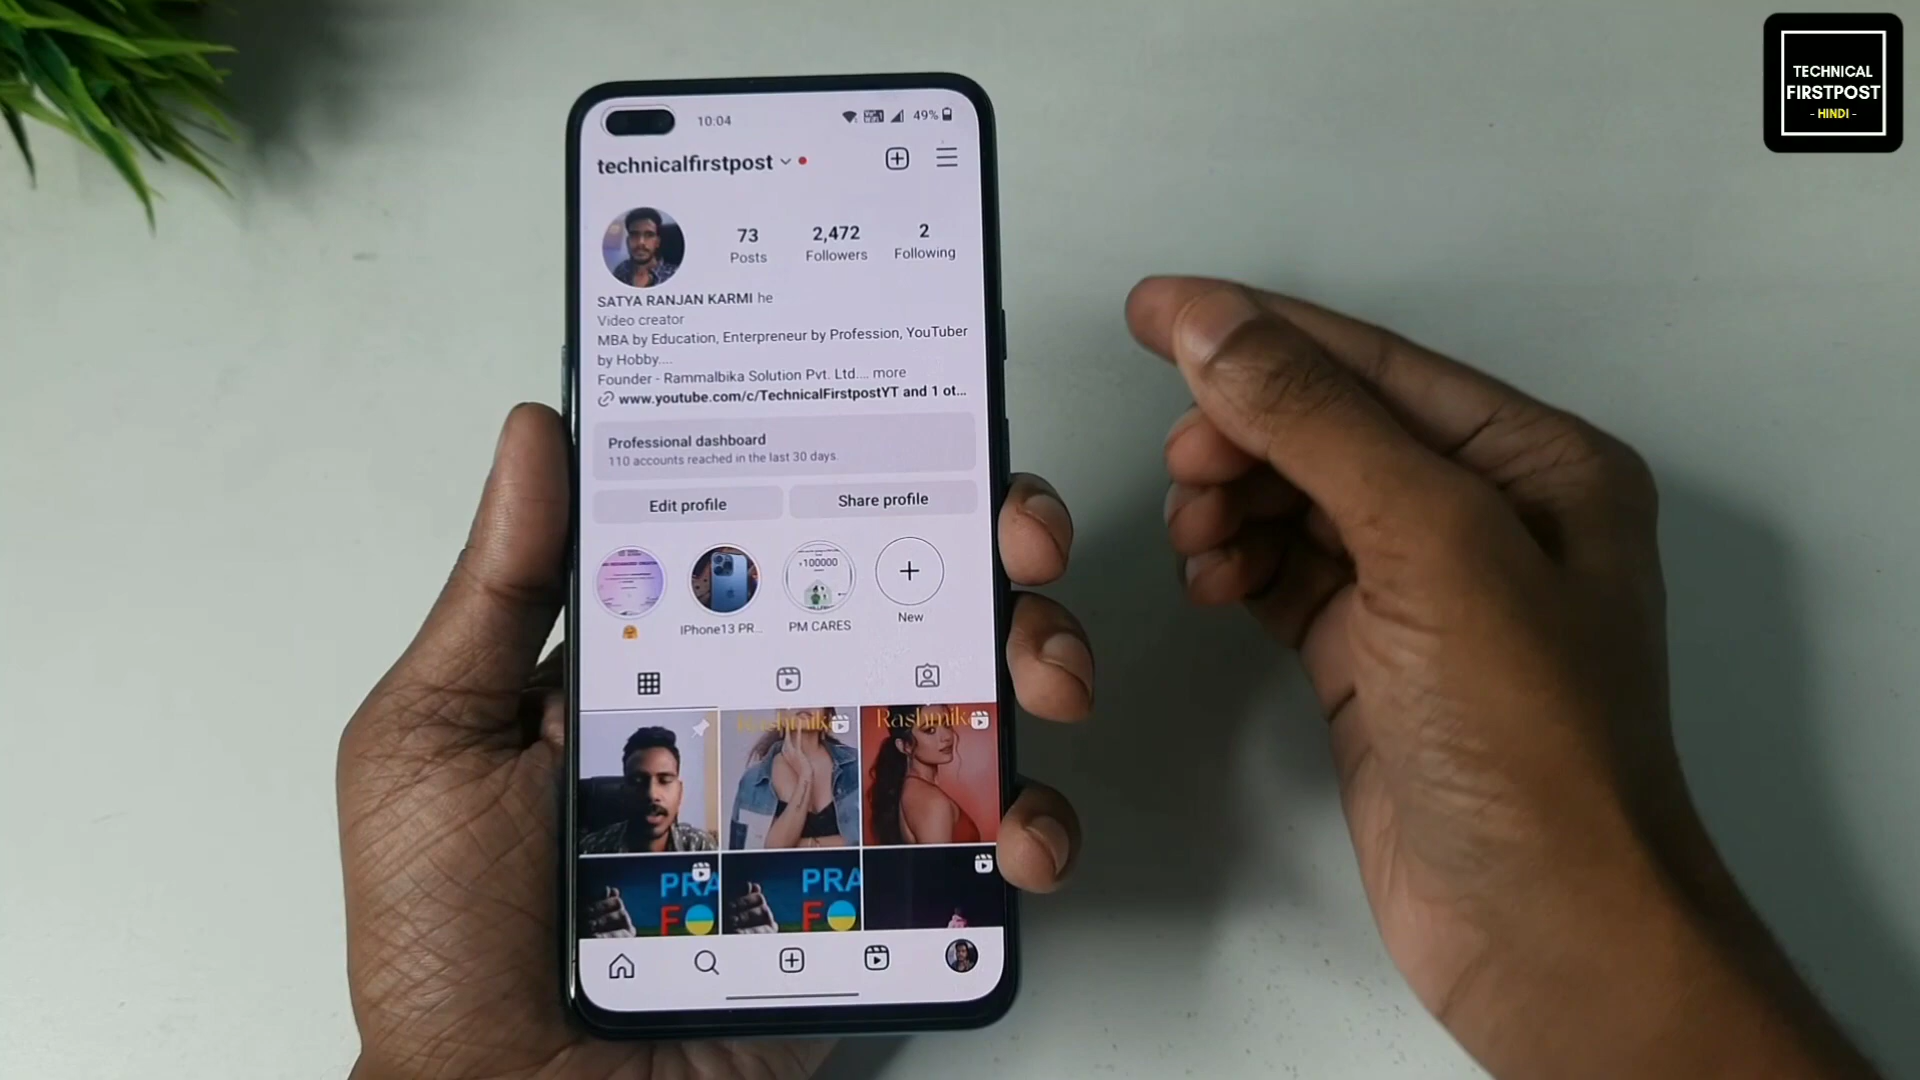 TECHNICAL
FIRSTPOST
- HINDI -
10:04
49%
technicalfirstpost
73
Posts
2,472
Followers
2
Following
SATYA RANJAN KARMI he
Video creator
MBA by Education, Enterpreneur by Profession, YouTuber
by Hobby....
Founder - Rammalbika Solution Pvt. Ltd.... more
www.youtube.com/c/TechnicalFirstpostYT and 1 ot...
Professional dashboard
110 accounts reached in the last 30 days.
Edit profile
Share profile
100000
IPhone13 PR...
PM CARES
New
Rashmik
Rashmik
PRA
F
PRA
F